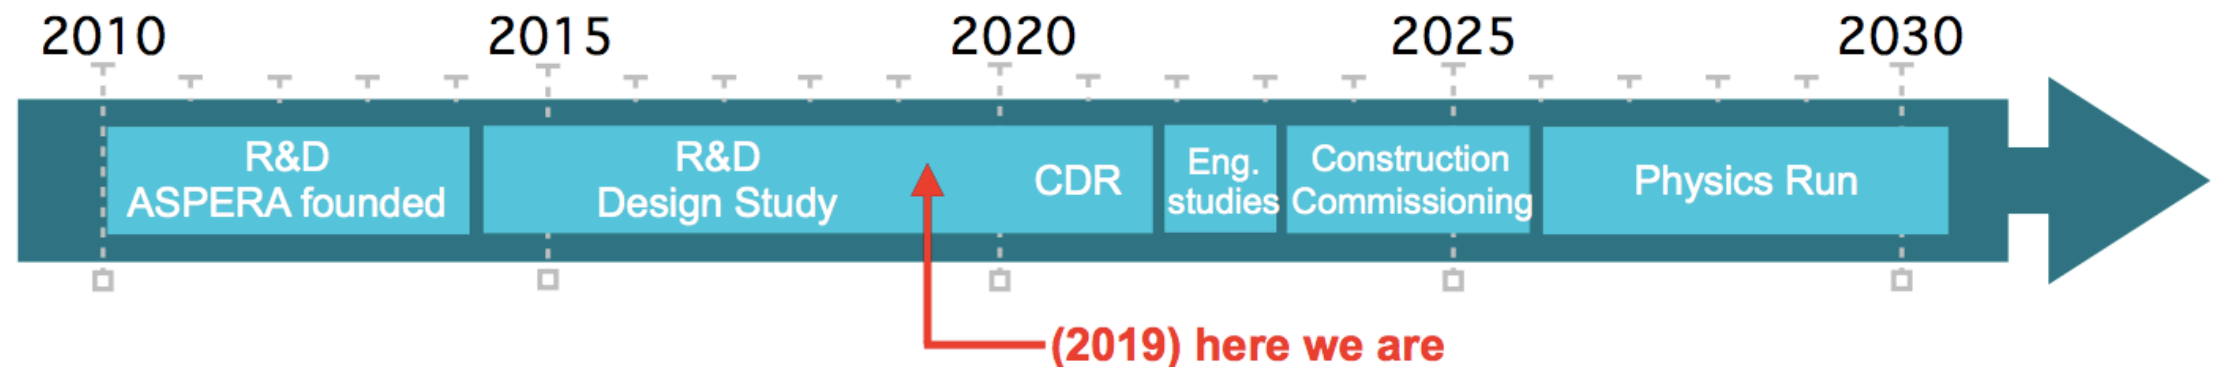 2010 2015 2020 2025 2030
R&D
ASPERA founded
R&D
Design Study
CDR
Eng.
studies
Construction
Commissioning
Physics Run
(2019) here we are